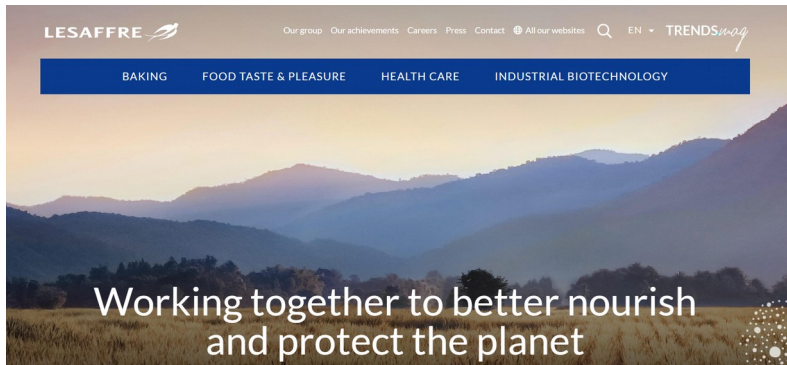 LESAFFRE
Our group Our achievements Careers Press Contact All our websites EN TRENDSmag
BAKING FOOD TASTE & PLEASURE HEALTH CARE INDUSTRIAL BIOTECHNOLOGY
Working together to better nourish
and protect the planet